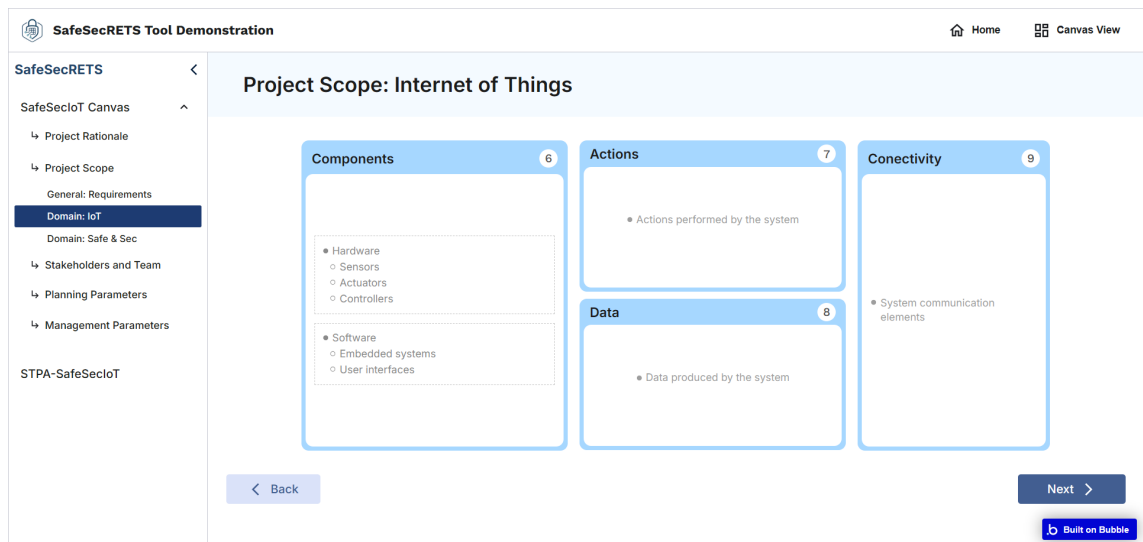 SafeSecRETS Tool Demonstration
Home
Canvas View
SafeSecRETS
SafeSecIoT Canvas
Project Rationale
Project Scope
General: Requirements
Domain: IoT
Domain: Safe & Sec
Stakeholders and Team
Planning Parameters
Management Parameters
STPA-SafeSecIoT
Project Scope: Internet of Things
Components
6
Hardware
Sensors
Actuators
Controllers
Software
Embedded systems
User interfaces
Actions
7
Actions performed by the system
Data
8
Data produced by the system
Conectivity
9
System communication
elements
Back
Next
.b Built on Bubble